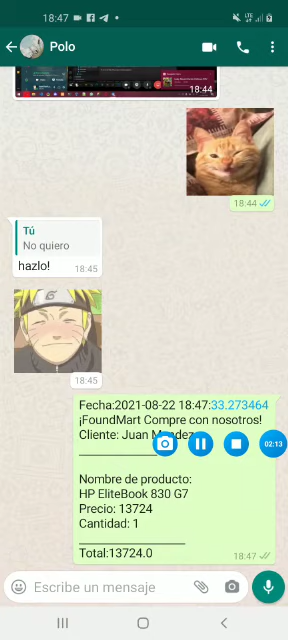 18:47
Polo
18:44
18:44
Tú
No quiero
hazlo!
18:45
18:45
Fecha:2021-08-22 18:47:33.273464
¡FoundMart Compre con nosotros!
Cliente: Juan Mendez
02:13
Nombre de producto:
HP EliteBook 830 G7
Precio: 13724
Cantidad: 1
Total:13724.0
18:47
Escribe un mensaje